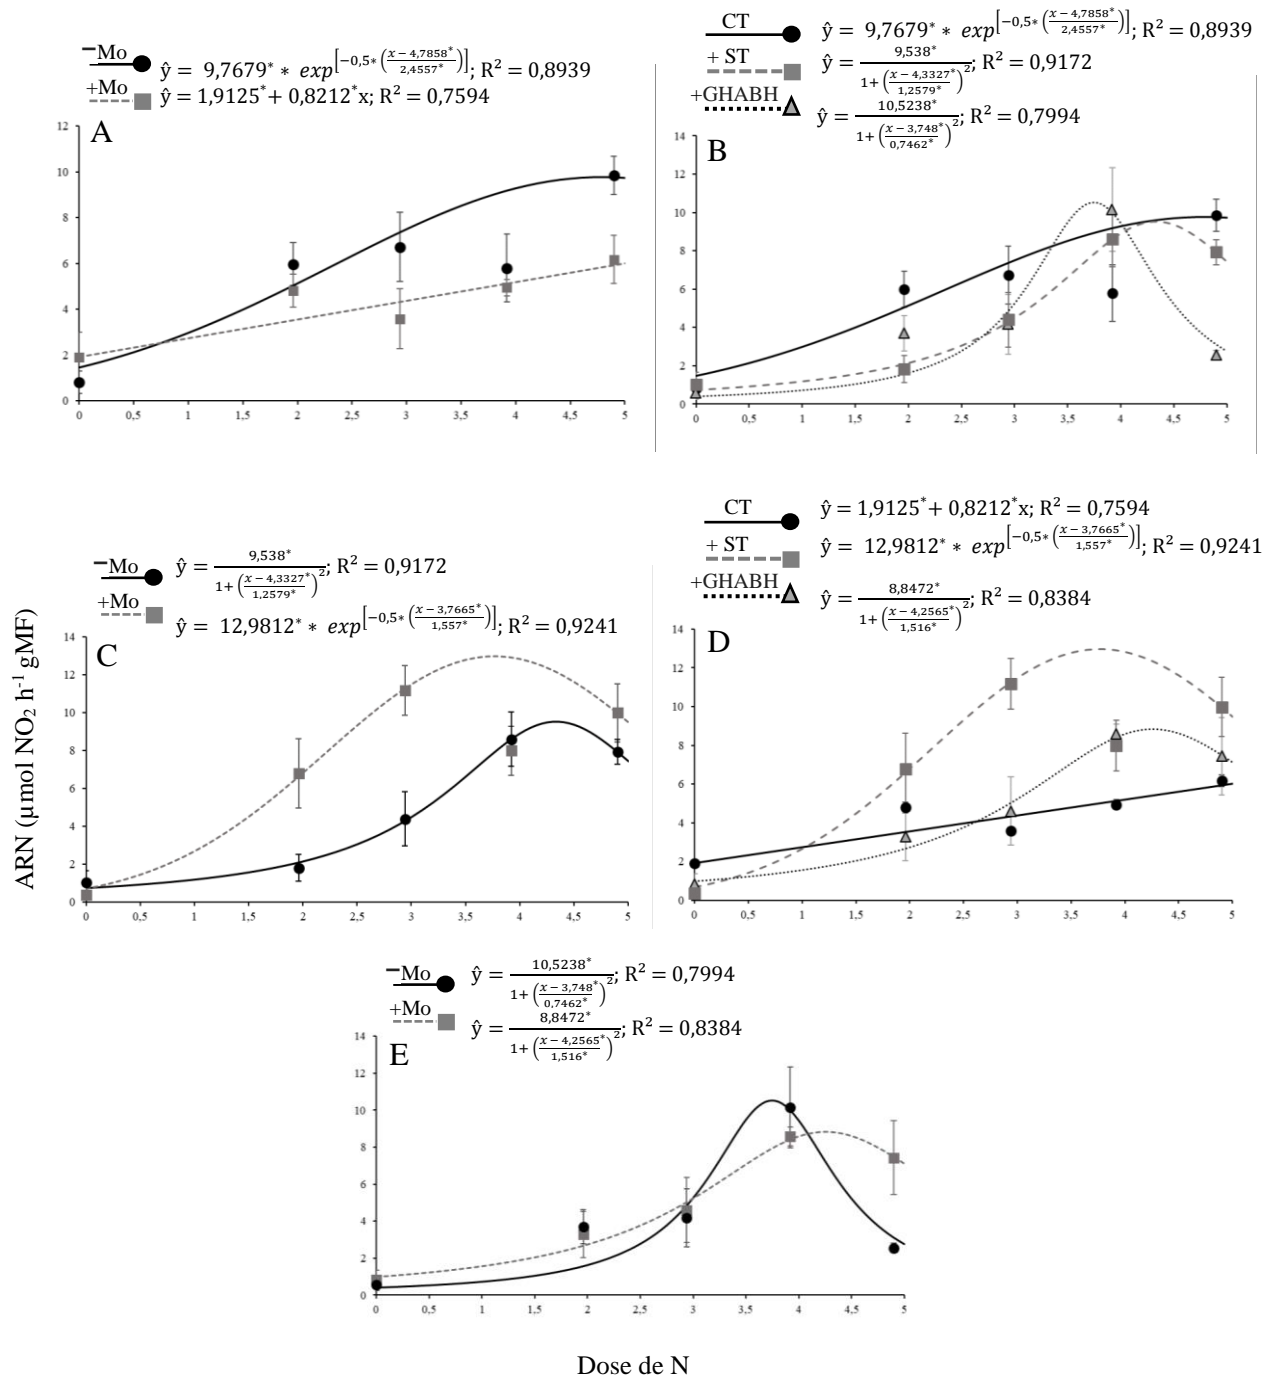 −Mo ŷ = 9,7679* ∗ exp[−0,5∗(x − 4,7858*/2,4557*)]; R² = 0,8939
+Mo ŷ = 1,9125* + 0,8212*x; R² = 0,7594
A
12
10
8
6
4
2
0
0 0,5 1 1,5 2 2,5 3 3,5 4 4,5 5
CT ŷ = 9,7679* ∗ exp[−0,5∗(x − 4,7858*/2,4557*)]; R² = 0,8939
+ ST ŷ = 9,538*/1+(x − 4,3327*/1,2579*)²; R² = 0,9172
+GHABH ŷ = 10,5238*/1+(x − 3,748*/0,7462*)²; R² = 0,7994
B
14
12
10
8
6
4
2
0
0 0,5 1 1,5 2 2,5 3 3,5 4 4,5 5
−Mo ŷ = 9,538*/1+(x − 4,3327*/1,2579*)²; R² = 0,9172
+Mo ŷ = 12,9812* ∗ exp[−0,5∗(x − 3,7665*/1,557*)]; R² = 0,9241
C
14
12
10
8
6
4
2
0
0 0,5 1 1,5 2 2,5 3 3,5 4 4,5 5
CT ŷ = 1,9125* + 0,8212*x; R² = 0,7594
+ ST ŷ = 12,9812* ∗ exp[−0,5∗(x − 3,7665*/1,557*)]; R² = 0,9241
+GHABH ŷ = 8,8472*/1+(x − 4,2565*/1,516*)²; R² = 0,8384
D
14
12
10
8
6
4
2
0
0 0,5 1 1,5 2 2,5 3 3,5 4 4,5 5
ARN (µmol NO₂ h⁻¹ gMF)
−Mo ŷ = 10,5238*/1+(x − 3,748*/0,7462*)²; R² = 0,7994
+Mo ŷ = 8,8472*/1+(x − 4,2565*/1,516*)²; R² = 0,8384
E
14
12
10
8
6
4
2
0
0 0,5 1 1,5 2 2,5 3 3,5 4 4,5 5
Dose de N